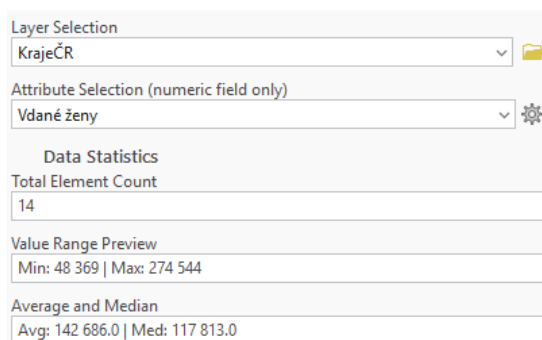 Layer Selection
KrajeČR
Attribute Selection (numeric field only)
Vdané ženy
Data Statistics
Total Element Count
14
Value Range Preview
Min: 48 369 | Max: 274 544
Average and Median
Avg: 142 686.0 | Med: 117 813.0